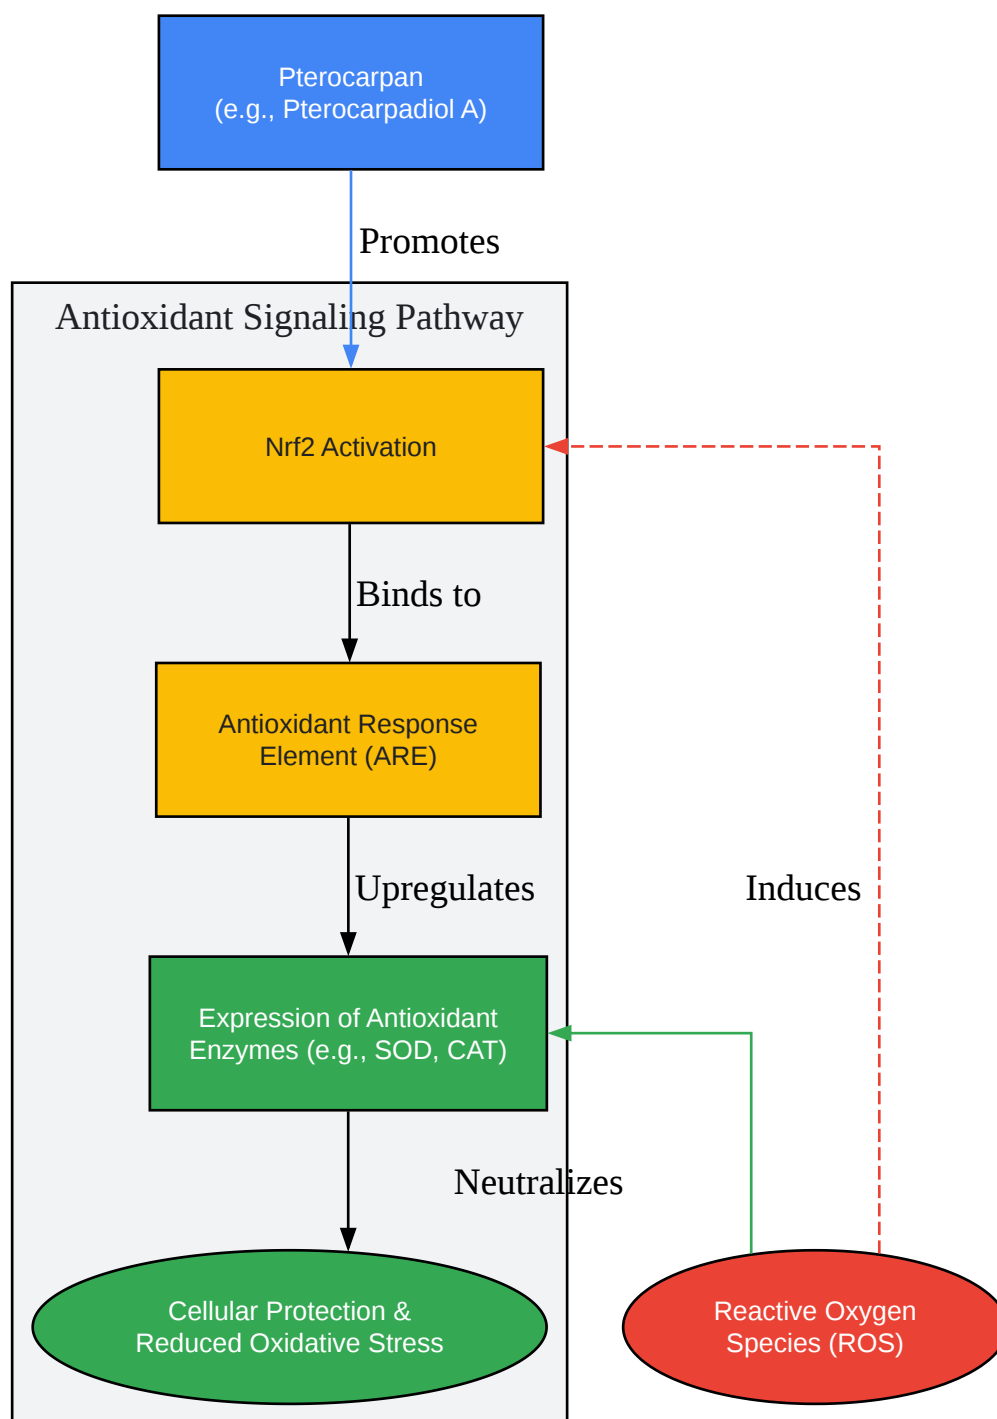 Pterocarpan
(e.g., Pterocarpadiol A)
Promotes
Antioxidant Signaling Pathway
Nrf2 Activation
Binds to
Antioxidant Response
Element (ARE)
Upregulates
Induces
Expression of Antioxidant
Enzymes (e.g., SOD, CAT)
Neutralizes
Cellular Protection &
Reduced Oxidative Stress
Reactive Oxygen
Species (ROS)